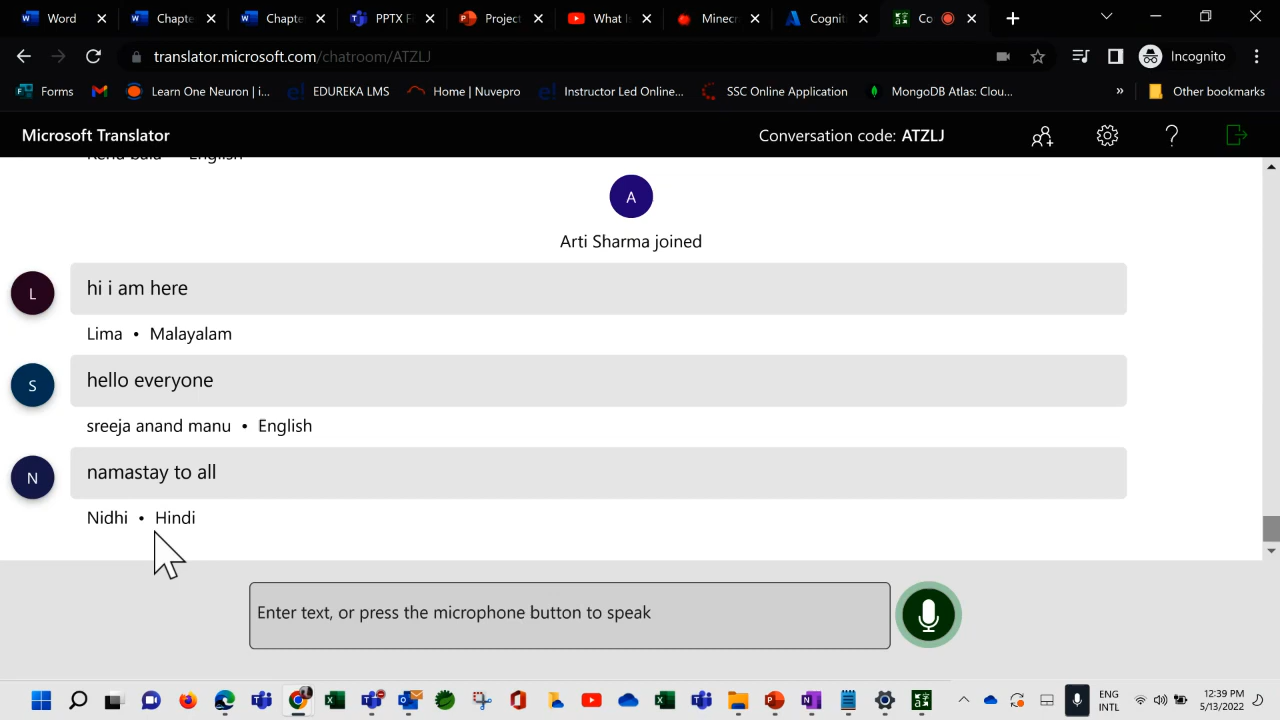 Word
Chapte
Chapte
PPTX F
Project
What I
Minecr
Cognit
Co
translator.microsoft.com/chatroom/ATZLJ
Incognito
Forms
Learn One Neuron | i...
EDUREKA LMS
Home | Nuvepro
Instructor Led Online...
SSC Online Application
MongoDB Atlas: Clou...
»
Other bookmarks
Microsoft Translator
Conversation code: ATZLJ
A
Arti Sharma joined
L
hi i am here
Lima • Malayalam
S
hello everyone
sreeja anand manu • English
N
namastay to all
Nidhi • Hindi
Enter text, or press the microphone button to speak
ENG
INTL
12:39 PM
5/13/2022